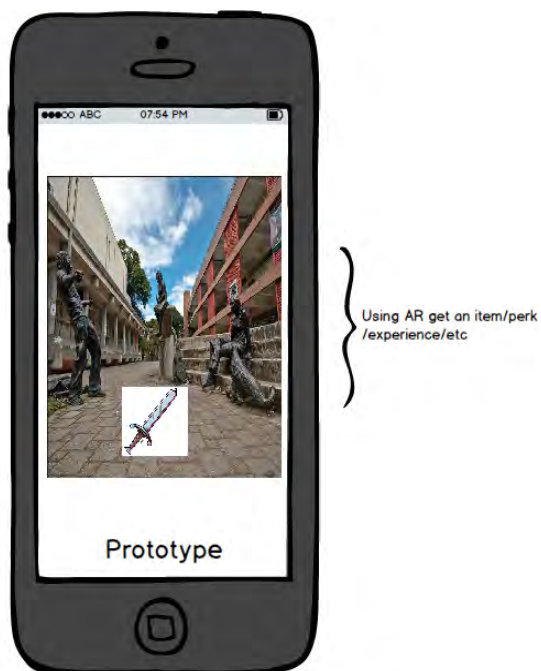 ABC 07:54 PM
Using AR get an item/perk
/experience/etc
Prototype